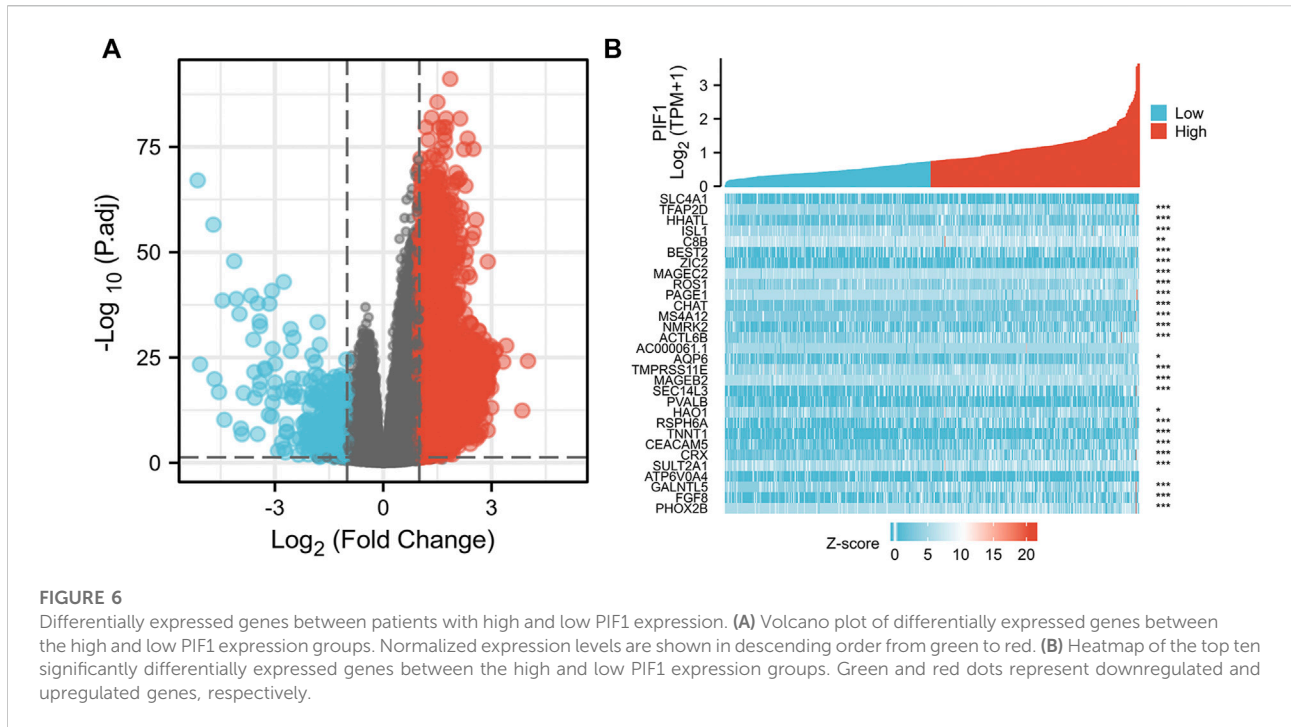 A
-Log 10 (P.adj)
75
50
25
0
-3
0
3
Log2 (Fold Change)
B
PIF1
Log2 (TPM+1)
3
2
1
0
Low
High
SLC4A1
TFAP2D ***
HHATL ***
ISL1 ***
C8B **
BEST2 ***
ZIC2 ***
MAGEC2 ***
ROS1 ***
PAGE1 ***
CHAT ***
MS4A12 ***
NMRK2 ***
ACTL6B ***
AC000061.1
AQP6 *
TMPRSS11E ***
MAGEB2 ***
SEC14L3 ***
PVALB
HAO1 *
RSPH6A ***
TNNT1 ***
CEACAM5 ***
CRX ***
SULT2A1 ***
ATP6V0A4
GALNTL5 ***
FGF8 ***
PHOX2B ***
Z-score
0 5 10 15 20
FIGURE 6
Differentially expressed genes between patients with high and low PIF1 expression. (A) Volcano plot of differentially expressed genes between
the high and low PIF1 expression groups. Normalized expression levels are shown in descending order from green to red. (B) Heatmap of the top ten
significantly differentially expressed genes between the high and low PIF1 expression groups. Green and red dots represent downregulated and
upregulated genes, respectively.